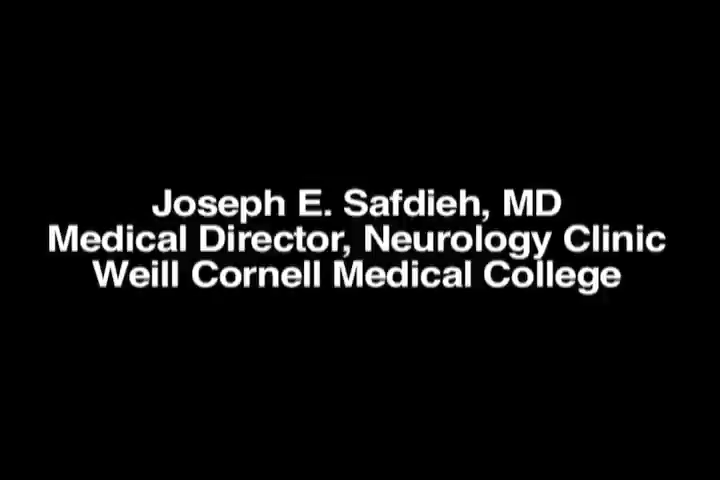 Joseph E. Safdieh, MD
Medical Director, Neurology Clinic
Weill Cornell Medical College